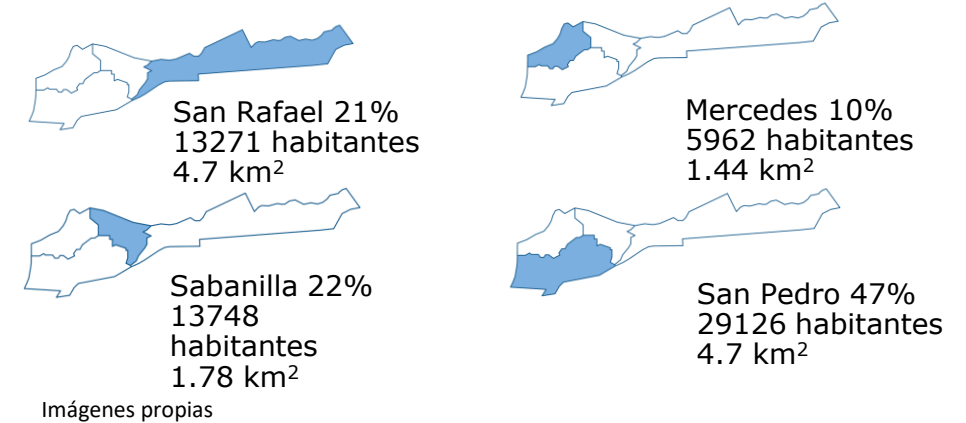 San Rafael 21%
13271 habitantes
4.7 km²
Mercedes 10%
5962 habitantes
1.44 km²
Sabanilla 22%
13748
habitantes
1.78 km²
San Pedro 47%
29126 habitantes
4.7 km²
Imágenes propias